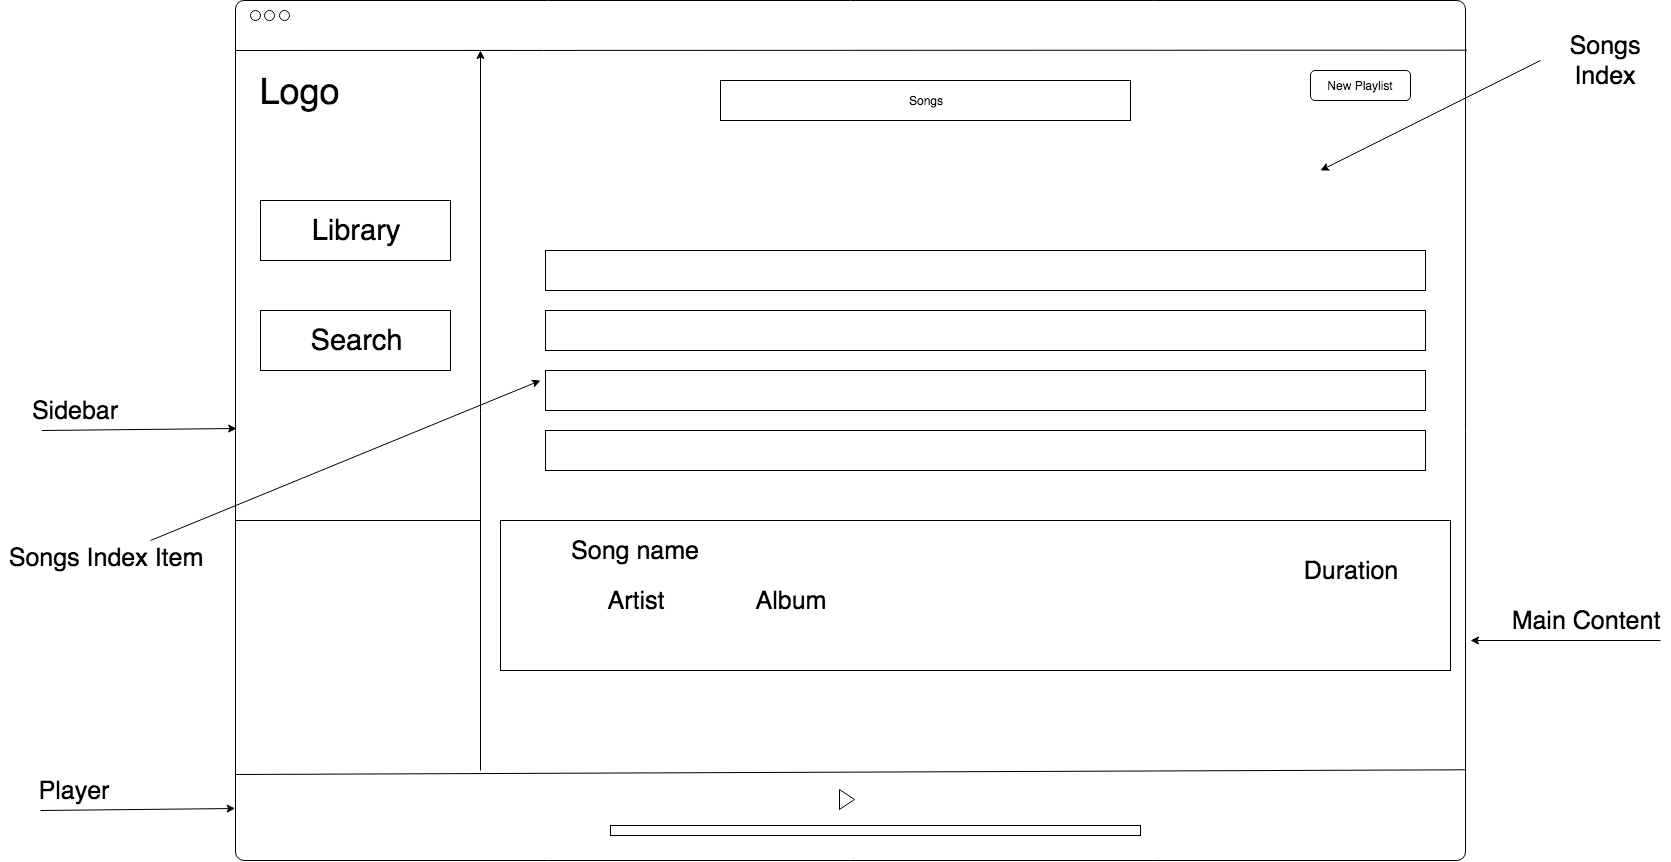 Songs
Index
Logo
Songs
New Playlist
Library
Search
Sidebar
Songs Index Item
Song name
Artist
Album
Duration
Main Content
Player